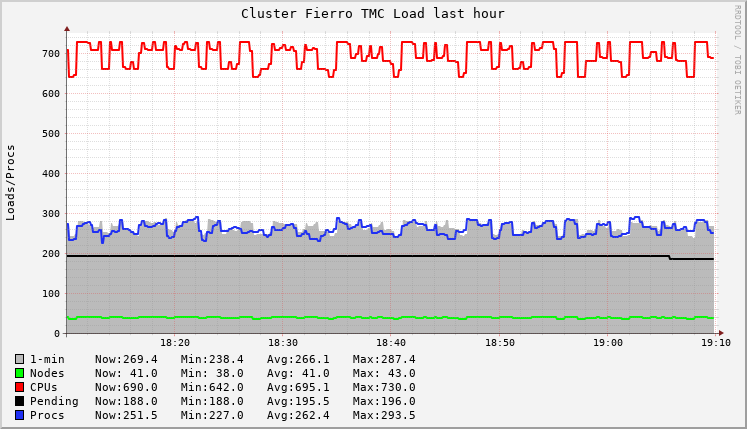 Cluster Fierro TMC Load last hour
RRDTOOL / TOBI OETIKER
Loads/Procs
700
600
500
400
300
200
100
0
18:20 18:30 18:40 18:50 19:00 19:10
1-min Now:269.4 Min:238.4 Avg:266.1 Max:287.4
Nodes Now: 41.0 Min: 38.0 Avg: 41.0 Max: 43.0
CPUs Now:690.0 Min:642.0 Avg:695.1 Max:730.0
Pending Now:188.0 Min:188.0 Avg:195.5 Max:196.0
Procs Now:251.5 Min:227.0 Avg:262.4 Max:293.5